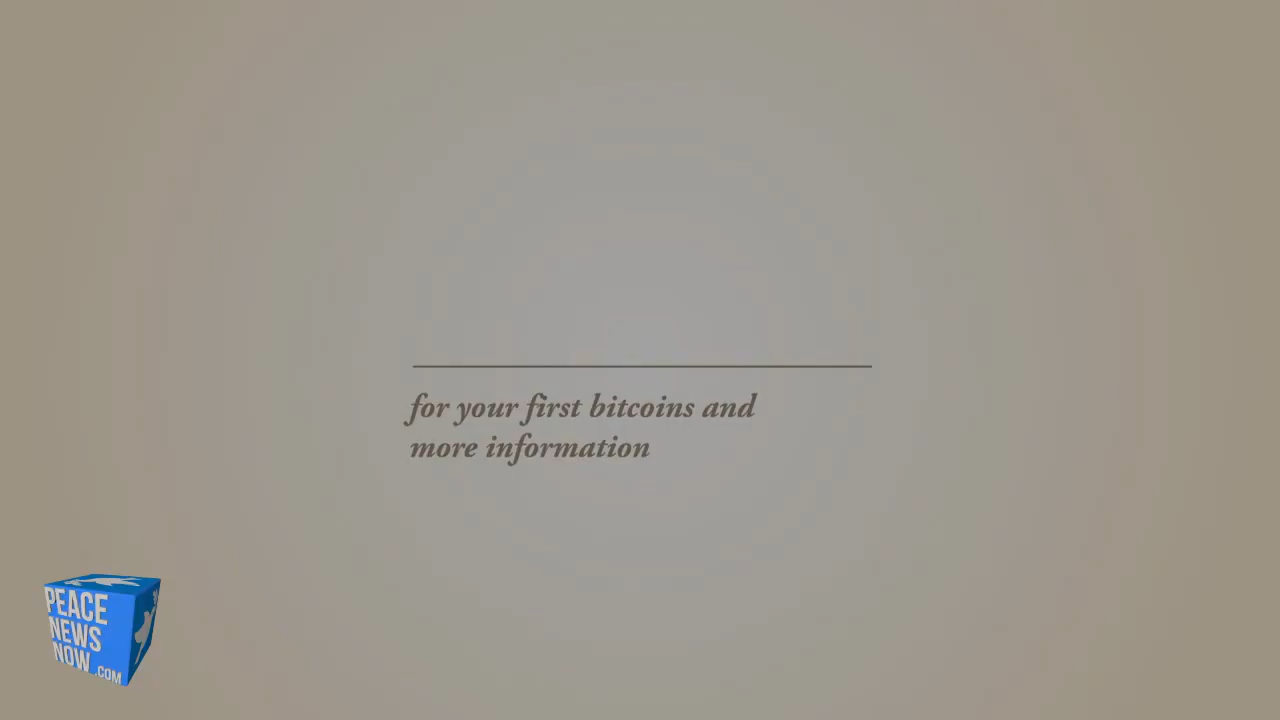 for your first bitcoins and
more information
PEACE
NEWS
NOW
.COM